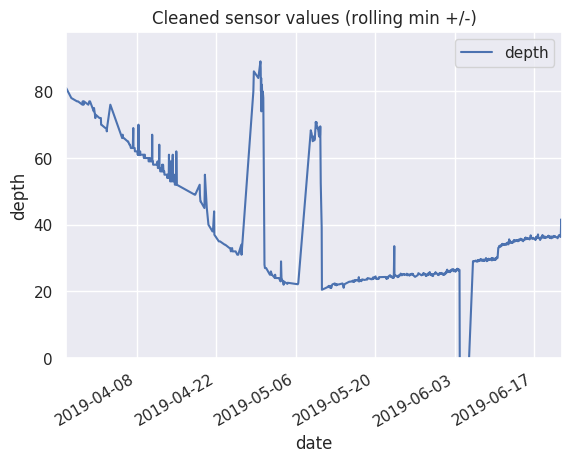 Cleaned sensor values (rolling min +/-)
depth
80
60
40
20
0
depth
2019-04-08
2019-04-22
2019-05-06
2019-05-20
2019-06-03
2019-06-17
date